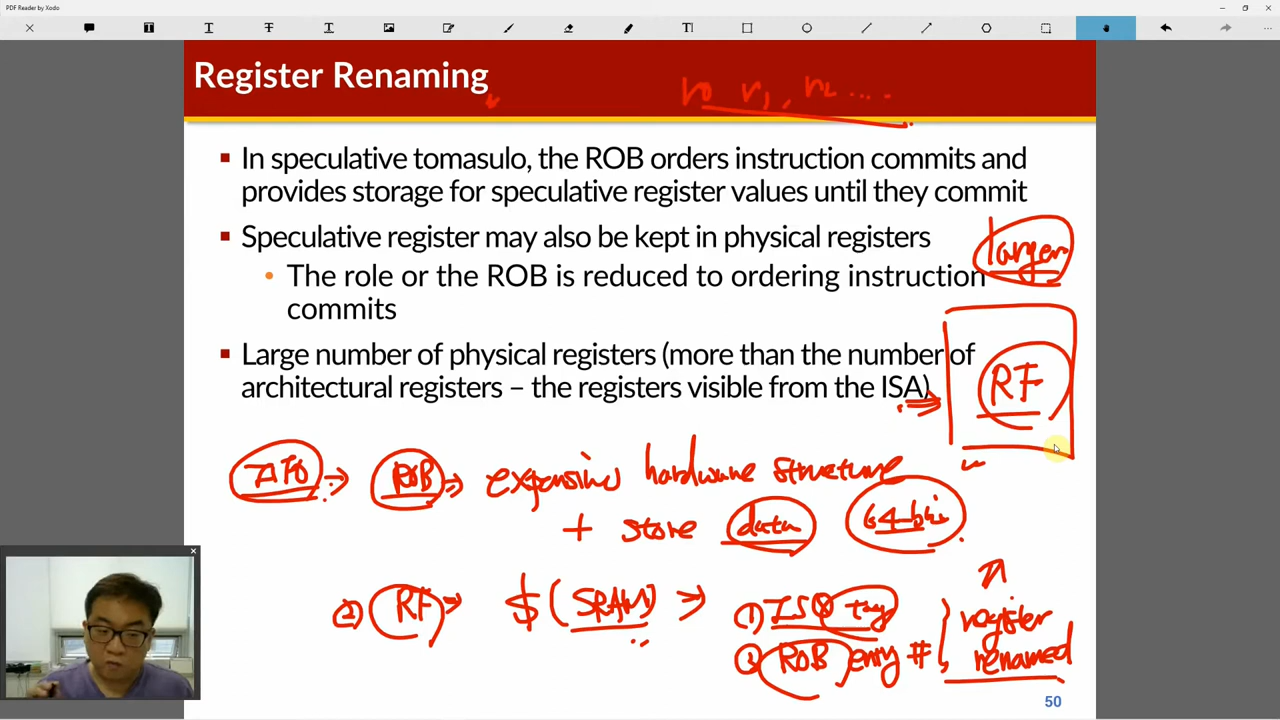 PDF Reader by Xodo
Register Renaming
r0 r1, r2 ....
In speculative tomasulo, the ROB orders instruction commits and
provides storage for speculative register values until they commit
Speculative register may also be kept in physical registers
larger
The role or the ROB is reduced to ordering instruction
commits
Large number of physical registers (more than the number of
architectural registers – the registers visible from the ISA)
RF
ROB → expansive hardware structure
+ store data 64-bit
② RF → $ (SRAM) →
① tag
② ROB entry #
register
renamed
50